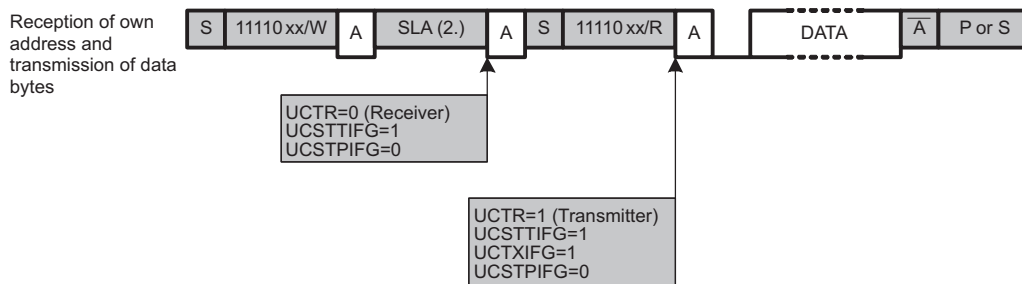 Reception of own
address and
transmission of data
bytes
S 11110 xx/W A SLA (2.) A S 11110 xx/R A DATA A P or S
UCTR=0 (Receiver)
UCSTTIFG=1
UCSTPIFG=0
UCTR=1 (Transmitter)
UCSTTIFG=1
UCTXIFG=1
UCSTPIFG=0